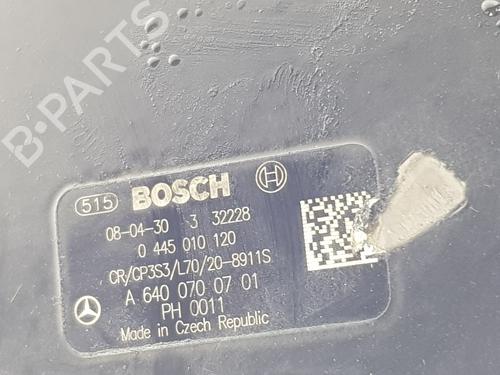 B-PARTS
515 BOSCH
08-04-30 3 32228
0 445 010 120
CR/CP3S3/L70/20-8911S
A 640 070 07 01
PH 0011
Made in Czech Republic